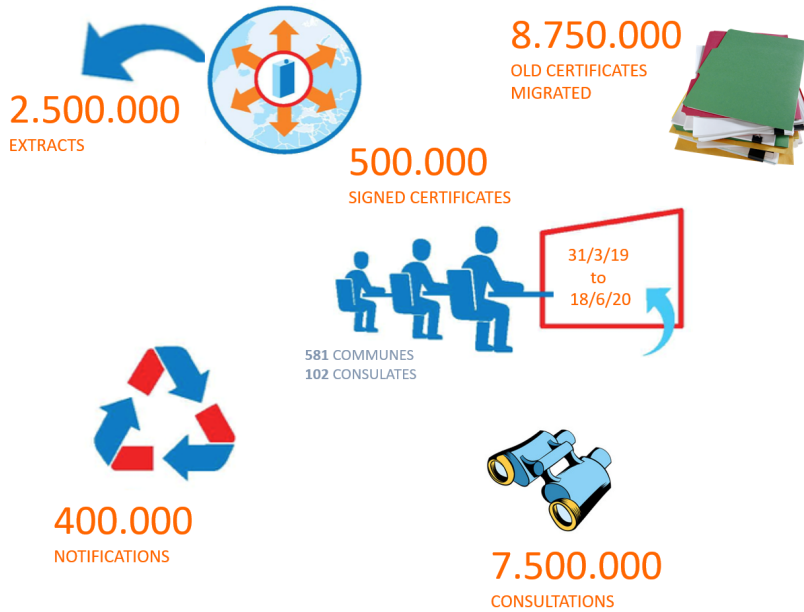 8.750.000
OLD CERTIFICATES
MIGRATED
2.500.000
EXTRACTS
500.000
SIGNED CERTIFICATES
31/3/19
to
18/6/20
581 COMMUNES
102 CONSULATES
400.000
NOTIFICATIONS
7.500.000
CONSULTATIONS